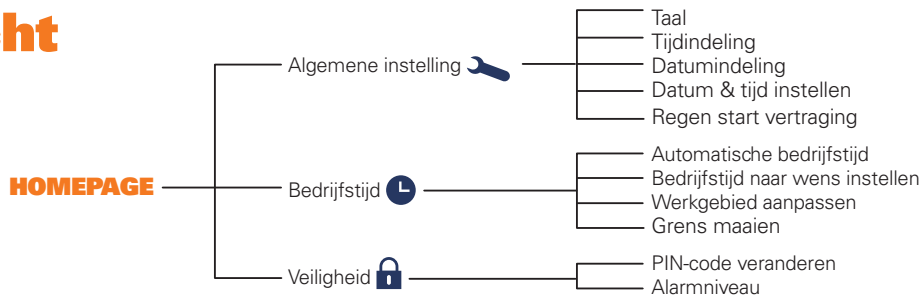 ht
HOMEPAGE
Algemene instelling
Taal
Tijdindeling
Datumindeling
Datum & tijd instellen
Regen start vertraging
Bedrijfstijd
Automatische bedrijfstijd
Bedrijfstijd naar wens instellen
Werkgebied aanpassen
Grens maaien
Veiligheid
PIN-code veranderen
Alarmniveau